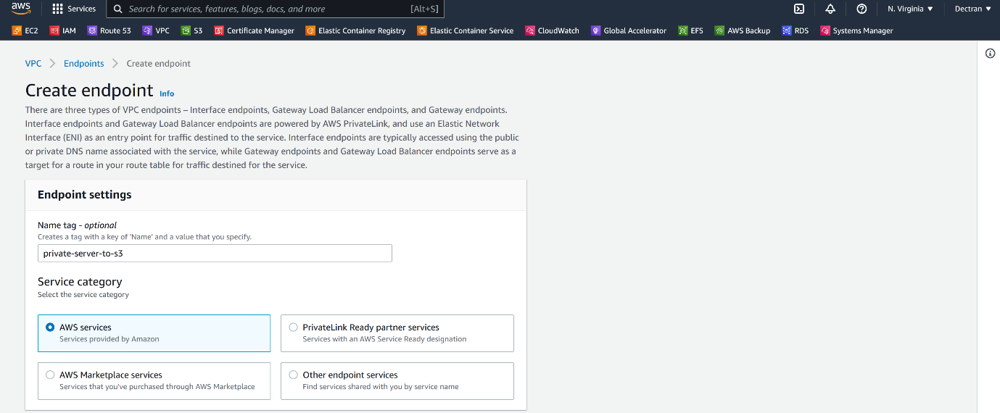 aws Services Search for services, features, blogs, docs, and more [Alt+S] N. Virginia Dectran
EC2 IAM Route 53 VPC S3 Certificate Manager Elastic Container Registry Elastic Container Service CloudWatch Global Accelerator EFS AWS Backup RDS Systems Manager
VPC Endpoints Create endpoint
Create endpoint Info
There are three types of VPC endpoints – Interface endpoints, Gateway Load Balancer endpoints, and Gateway endpoints.
Interface endpoints and Gateway Load Balancer endpoints are powered by AWS PrivateLink, and use an Elastic Network
Interface (ENI) as an entry point for traffic destined to the service. Interface endpoints are typically accessed using the public
or private DNS name associated with the service, while Gateway endpoints and Gateway Load Balancer endpoints serve as a
target for a route in your route table for traffic destined for the service.
Endpoint settings
Name tag - optional
Creates a tag with a key of 'Name' and a value that you specify.
private-server-to-s3
Service category
Select the service category
AWS services
Services provided by Amazon
PrivateLink Ready partner services
Services with an AWS Service Ready designation
AWS Marketplace services
Services that you've purchased through AWS Marketplace
Other endpoint services
Find services shared with you by service name